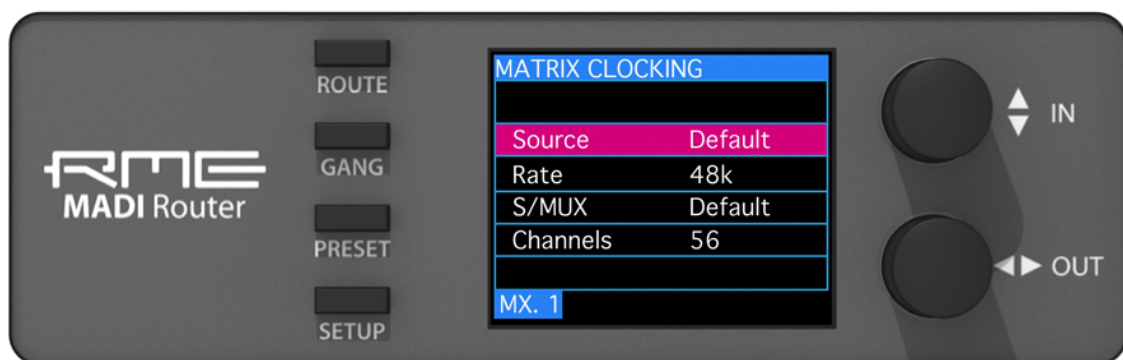 RME
MADI Router
ROUTE
GANG
PRESET
SETUP
MATRIX CLOCKING
Source Default
Rate 48k
S/MUX Default
Channels 56
MX. 1
IN
OUT